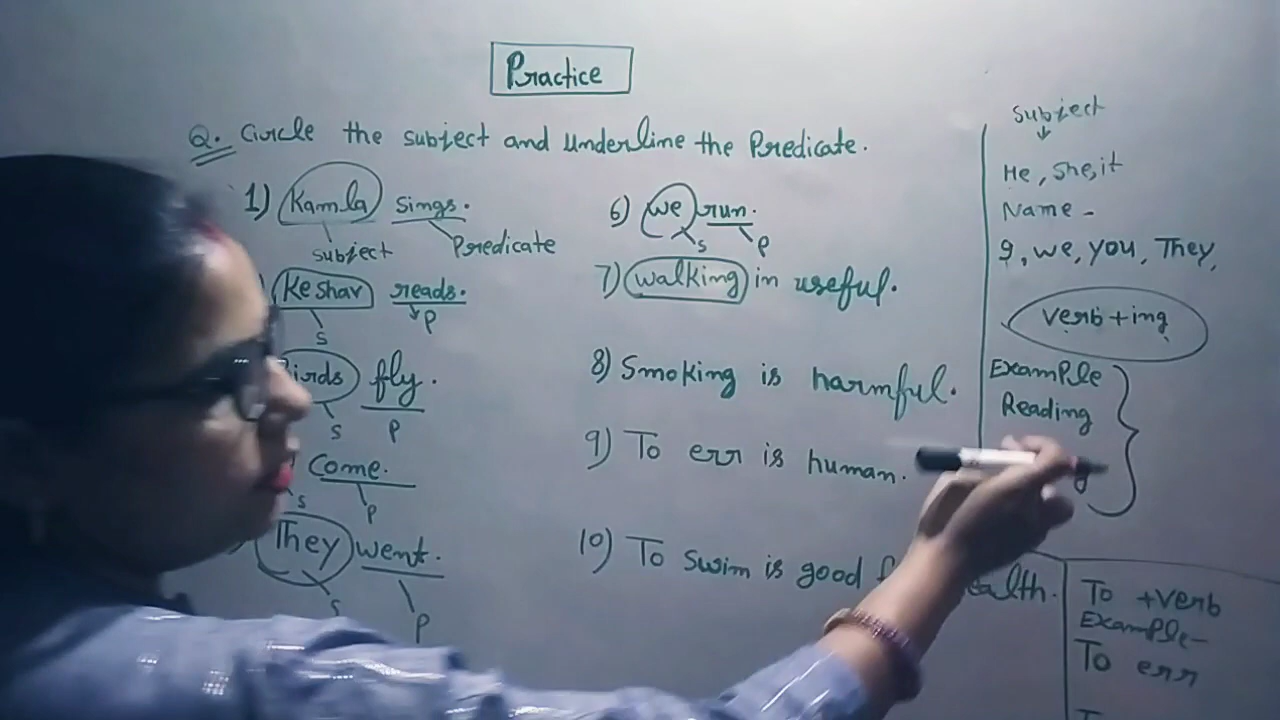 Practice
Q. Circle the subject and underline the Predicate.
1) Kamla sings.
subject Predicate
Keshav reads.
S P
Birds fly.
S P
Come.
S P
They went.
S P
6) we run.
S P
7) walking in useful.
8) Smoking is harmful.
9) To err is human.
10) To swim is good
Subject
He, she, it
Name -
I, we, you, They,
Verb+ing
Example
Reading
To +verb
Example-
To err